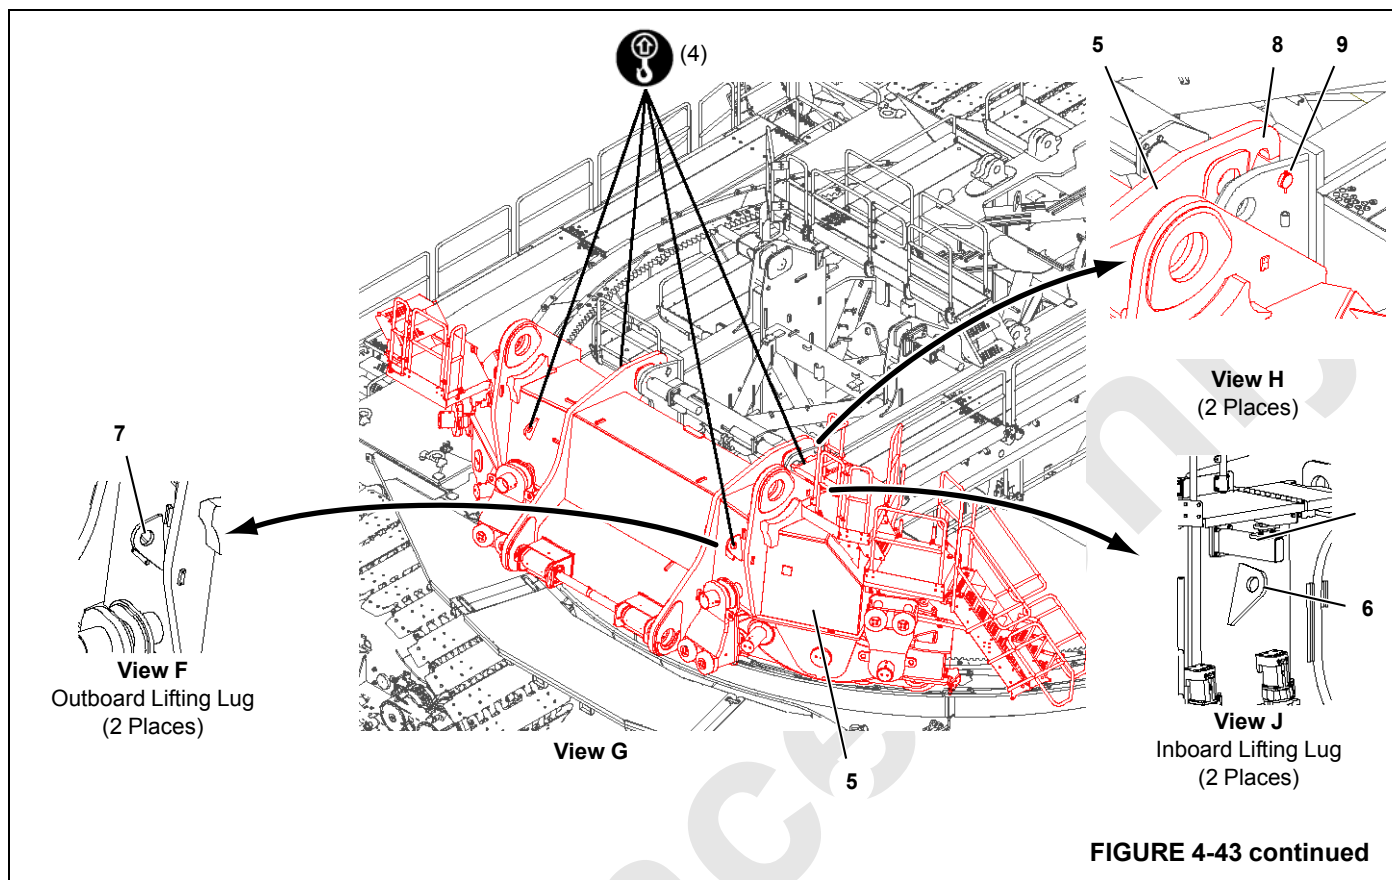 (4)
5
8
9
View H
(2 Places)
7
View F
Outboard Lifting Lug
(2 Places)
View G
5
6
View J
Inboard Lifting Lug
(2 Places)
FIGURE 4-43 continued